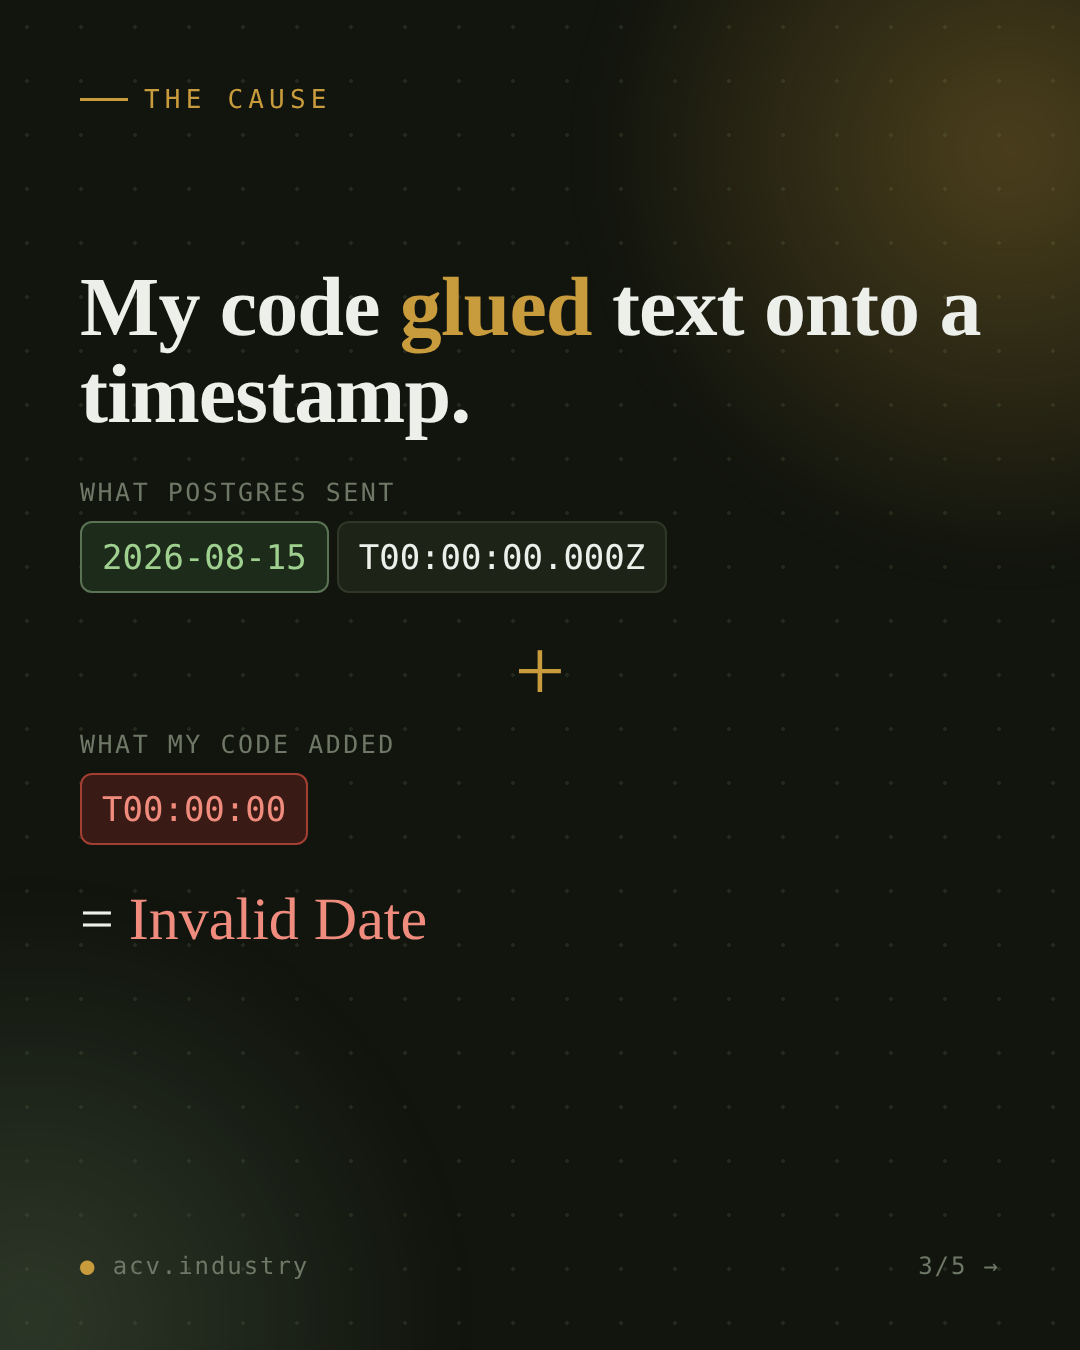 THE CAUSE
My code glued text onto a
timestamp.
WHAT POSTGRES SENT
2026-08-15 T00:00:00.000Z
+
WHAT MY CODE ADDED
T00:00:00
= Invalid Date
acv.industry
3/5 →